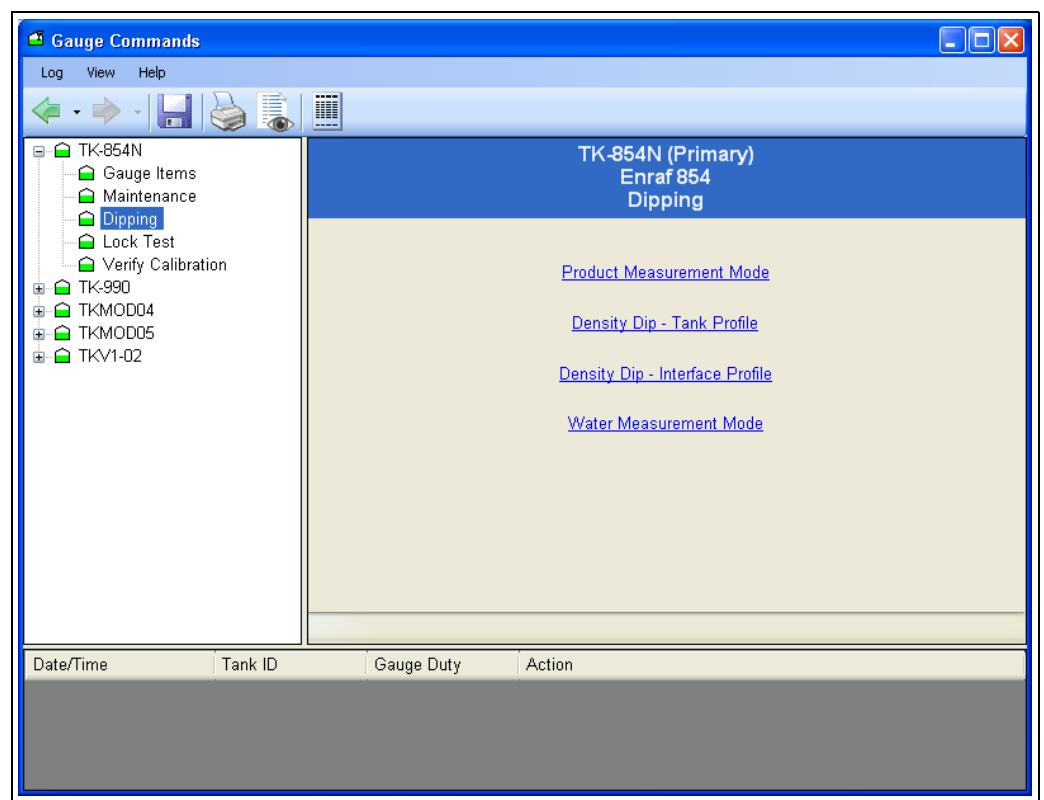 Gauge Commands
Log View Help
TK-854N
Gauge Items
Maintenance
Dipping
Lock Test
Verify Calibration
TK-990
TKMOD04
TKMOD05
TKV1-02
TK-854N (Primary)
Enraf 854
Dipping
Product Measurement Mode
Density Dip - Tank Profile
Density Dip - Interface Profile
Water Measurement Mode
Date/Time Tank ID Gauge Duty Action